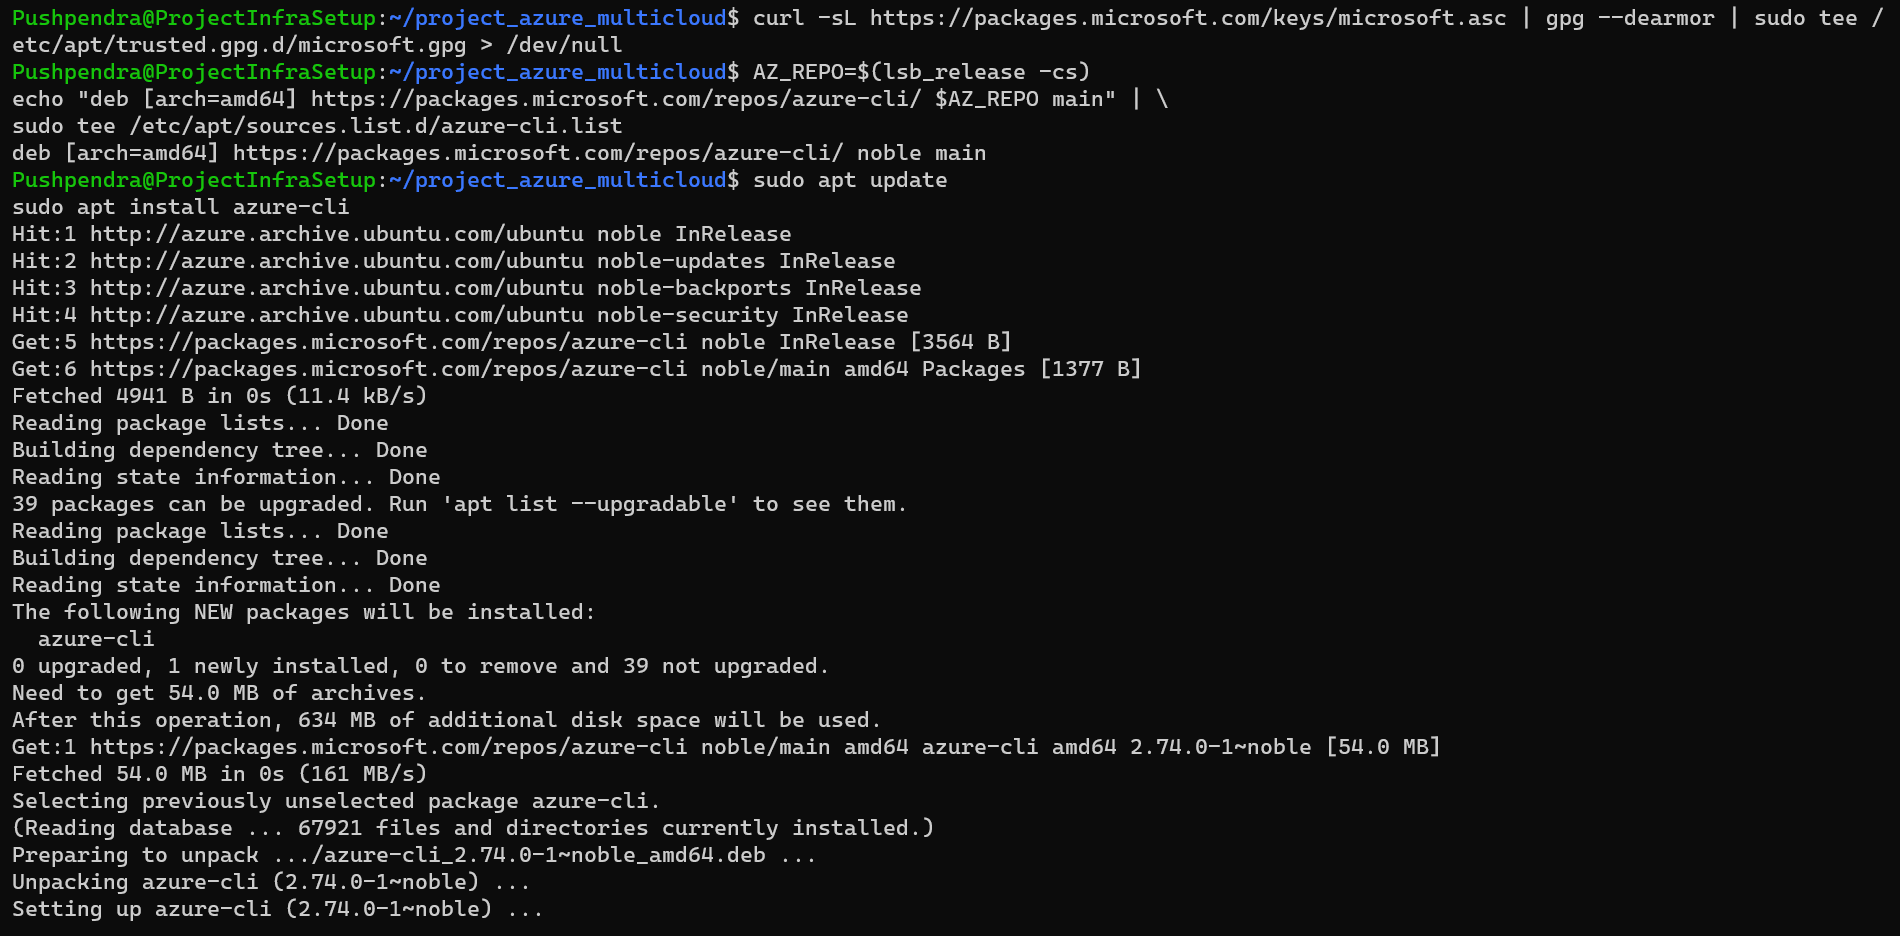 Pushpendra@ProjectInfraSetup:~/project_azure_multicloud$ curl -sL https://packages.microsoft.com/keys/microsoft.asc | gpg --dearmor | sudo tee /
etc/apt/trusted.gpg.d/microsoft.gpg > /dev/null
Pushpendra@ProjectInfraSetup:~/project_azure_multicloud$ AZ_REPO=$(lsb_release -cs)
echo "deb [arch=amd64] https://packages.microsoft.com/repos/azure-cli/ $AZ_REPO main" | \
sudo tee /etc/apt/sources.list.d/azure-cli.list
deb [arch=amd64] https://packages.microsoft.com/repos/azure-cli/ noble main
Pushpendra@ProjectInfraSetup:~/project_azure_multicloud$ sudo apt update
sudo apt install azure-cli
Hit:1 http://azure.archive.ubuntu.com/ubuntu noble InRelease
Hit:2 http://azure.archive.ubuntu.com/ubuntu noble-updates InRelease
Hit:3 http://azure.archive.ubuntu.com/ubuntu noble-backports InRelease
Hit:4 http://azure.archive.ubuntu.com/ubuntu noble-security InRelease
Get:5 https://packages.microsoft.com/repos/azure-cli noble InRelease [3564 B]
Get:6 https://packages.microsoft.com/repos/azure-cli noble/main amd64 Packages [1377 B]
Fetched 4941 B in 0s (11.4 kB/s)
Reading package lists... Done
Building dependency tree... Done
Reading state information... Done
39 packages can be upgraded. Run 'apt list --upgradable' to see them.
Reading package lists... Done
Building dependency tree... Done
Reading state information... Done
The following NEW packages will be installed:
  azure-cli
0 upgraded, 1 newly installed, 0 to remove and 39 not upgraded.
Need to get 54.0 MB of archives.
After this operation, 634 MB of additional disk space will be used.
Get:1 https://packages.microsoft.com/repos/azure-cli noble/main amd64 azure-cli amd64 2.74.0-1~noble [54.0 MB]
Fetched 54.0 MB in 0s (161 MB/s)
Selecting previously unselected package azure-cli.
(Reading database ... 67921 files and directories currently installed.)
Preparing to unpack .../azure-cli_2.74.0-1~noble_amd64.deb ...
Unpacking azure-cli (2.74.0-1~noble) ...
Setting up azure-cli (2.74.0-1~noble) ...